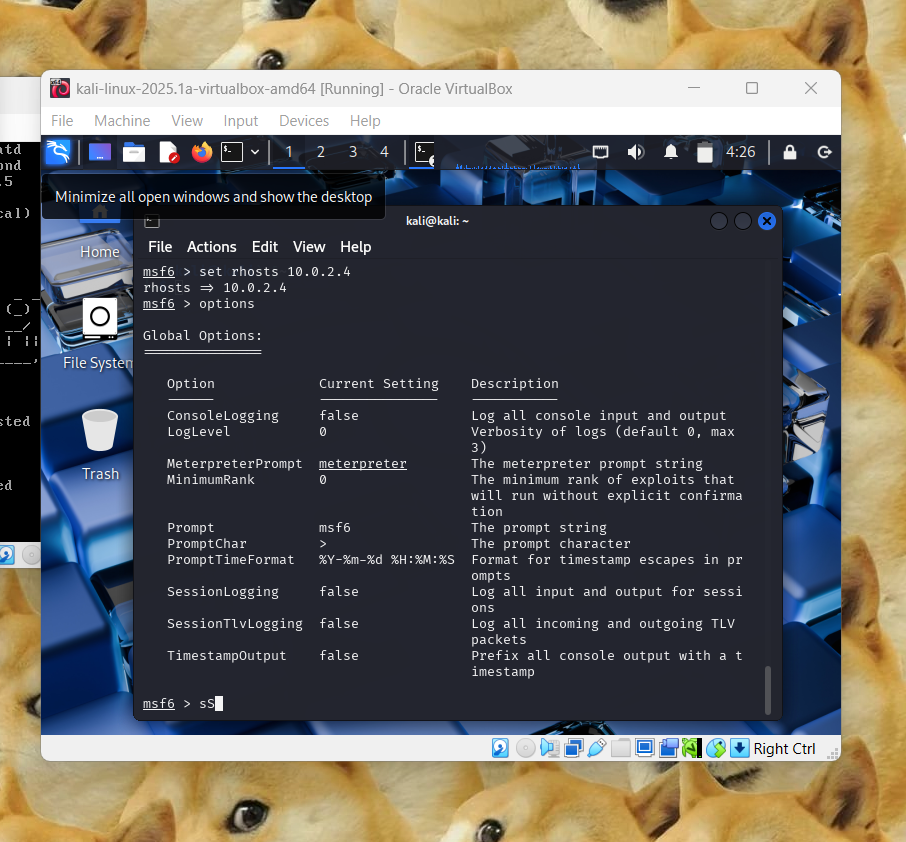 kali-linux-2025.1a-virtualbox-amd64 [Running] - Oracle VirtualBox
File Machine View Input Devices Help
1 2 3 4 4:26
Minimize all open windows and show the desktop
kali@kali: ~
File Actions Edit View Help
Home
File System
Trash
msf6 > set rhosts 10.0.2.4
rhosts => 10.0.2.4
msf6 > options
Global Options:
Option Current Setting Description
ConsoleLogging false Log all console input and output
LogLevel 0 Verbosity of logs (default 0, max
3)
MeterpreterPrompt meterpreter The meterpreter prompt string
MinimumRank 0 The minimum rank of exploits that
will run without explicit confirma
tion
Prompt msf6 The prompt string
PromptChar > The prompt character
PromptTimeFormat %Y-%m-%d %H:%M:%S Format for timestamp escapes in pr
ompts
SessionLogging false Log all input and output for sessi
ons
SessionTlvLogging false Log all incoming and outgoing TLV
packets
TimestampOutput false Prefix all console output with a t
imestamp
msf6 > sS
Right Ctrl